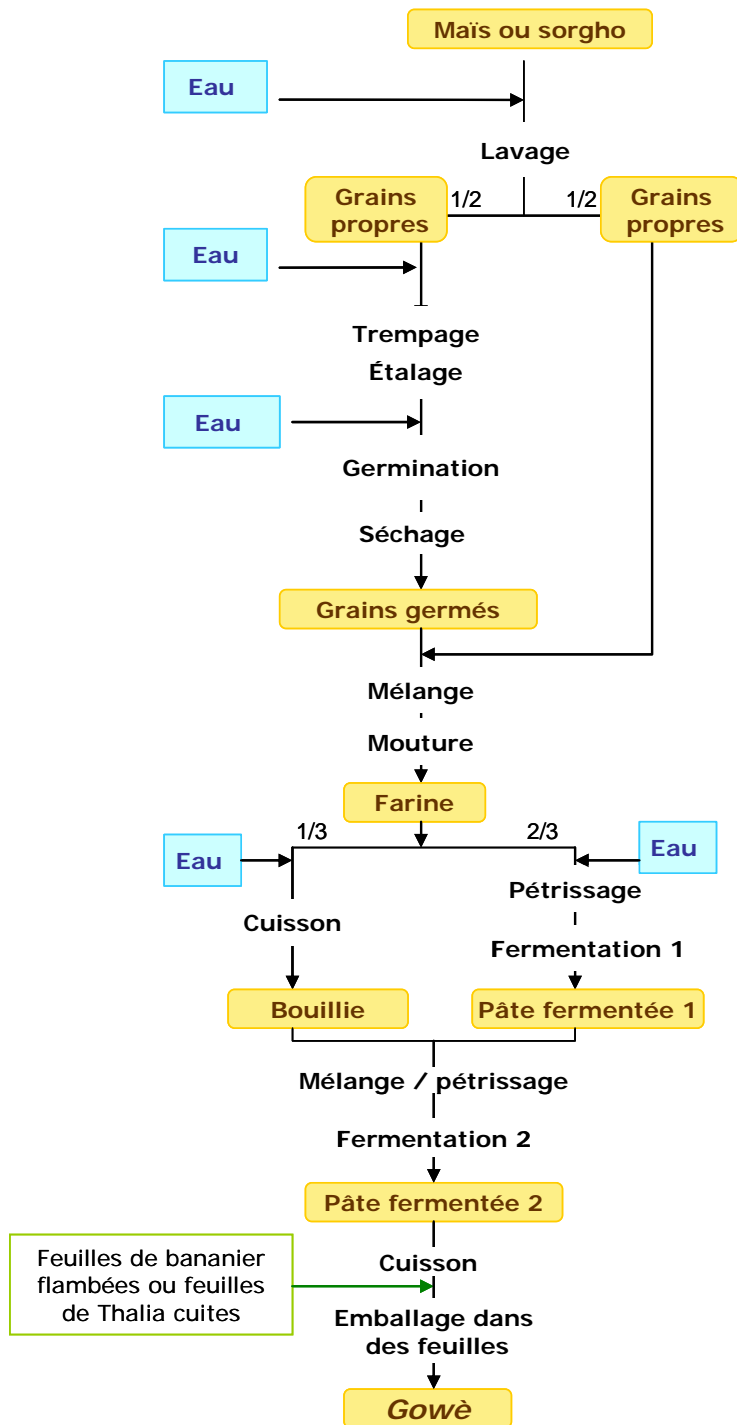 Maïs ou sorgho
Eau
Lavage
Grains
propres
1/2
1/2
Grains
propres
Eau
Trempage
Étalage
Eau
Germination
Séchage
Grains germés
Mélange
Mouture
Farine
1/3
2/3
Eau
Eau
Pétrissage
Cuisson
Fermentation 1
Bouillie
Pâte fermentée 1
Mélange / pétrissage
Fermentation 2
Pâte fermentée 2
Cuisson
Feuilles de bananier
flambées ou feuilles
de Thalia cuites
Emballage dans
des feuilles
Gowè